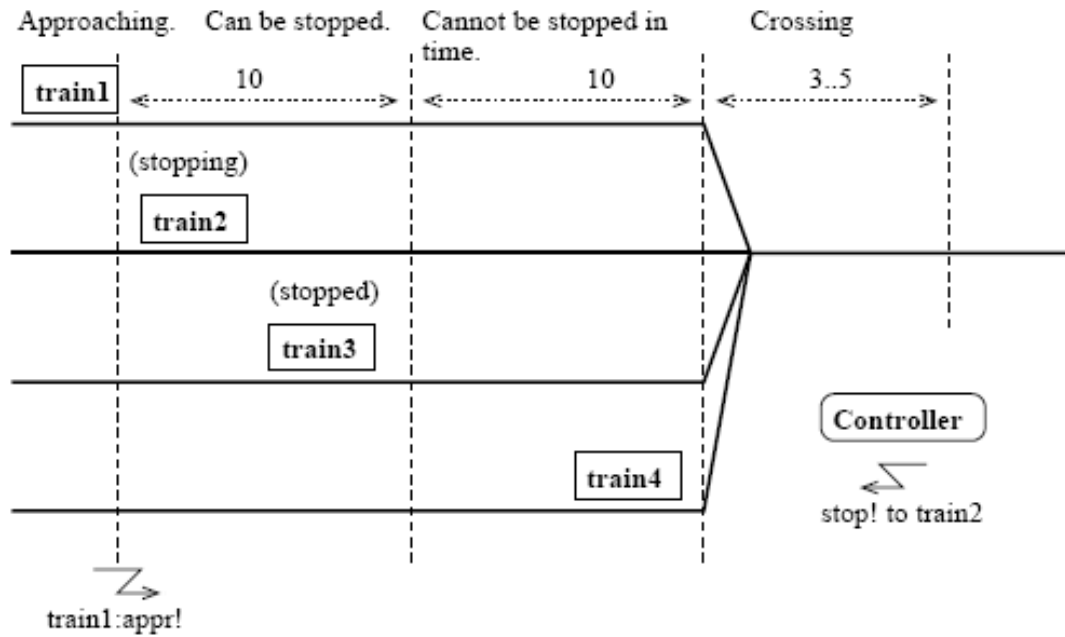 Approaching. Can be stopped. Cannot be stopped in time. Crossing
train1
10
10
3..5
(stopping)
train2
(stopped)
train3
Controller
train4
stop! to train2
train1:appr!